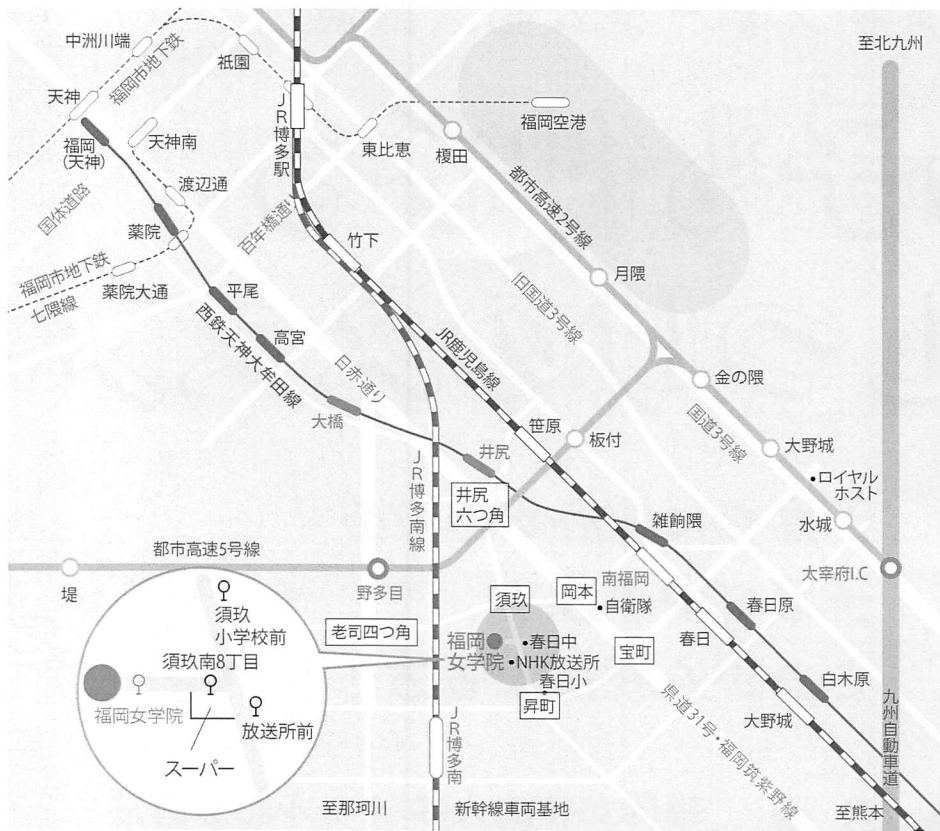 中洲川端
福岡市地下鉄
祇園
至北九州
天神
福岡
(天神)
天神南
JR博多駅
東比恵
福岡空港
榎田
都市高速2号線
国体道路
渡辺通
百年橋通り
薬院
竹下
福岡市地下鉄
七隈線
薬院大通
平尾
月隈
旧国道3号線
高宮
西鉄天神大牟田線
日赤通り
JR鹿児島線
大橋
金の隈
国道3号線
笹原
板付
大野城
井尻
JR博多南線
井尻
六つ角
ロイヤル
ホスト
水城
雑餉隈
都市高速5号線
堤
野多目
太宰府I.C
南福岡
須玖
岡本
自衛隊
春日原
須玖
小学校前
老司四つ角
福岡
女学院
春日中
NHK放送所
宝町
春日
須玖南8丁目
春日小
昇町
白木原
福岡女学院
放送所前
スーパー
大野城
九州自動車道
県道31号・福岡筑紫野線
JR博多南
至那珂川
新幹線車両基地
至熊本